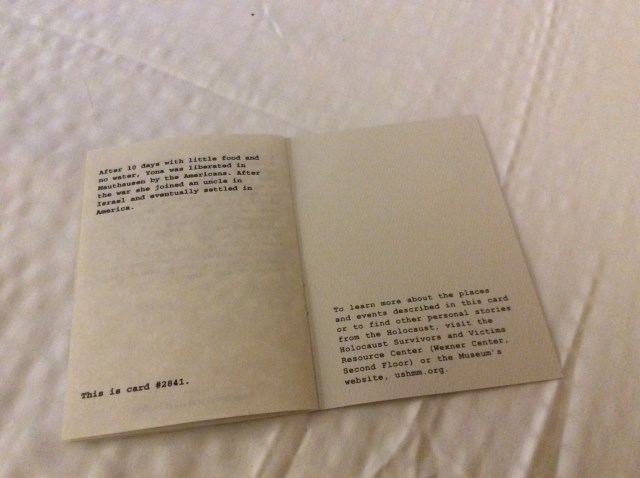 After 10 days with little food and
no water, Yona was liberated in
Mauthausen by the Americans. After
the war she joined an uncle in
Israel and eventually settled in
America.
This is card #2841.
To learn more about the places
and events described in this card
or to find other personal stories
from the Holocaust, visit the
Holocaust Survivors and Victims
Resource Center (Wexner Center,
Second Floor) or the Museum's
website, ushmm.org.